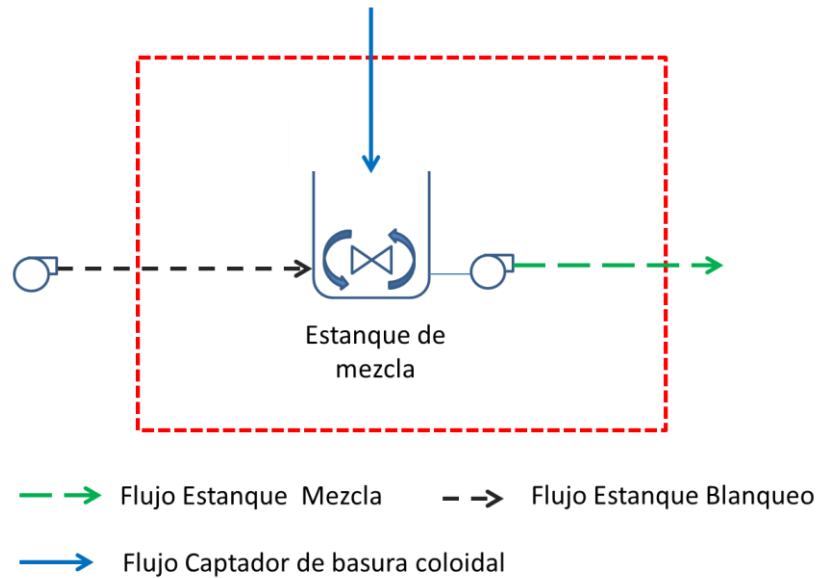 Estanque de
mezcla
Flujo Estanque Mezcla
Flujo Estanque Blanqueo
Flujo Captador de basura coloidal